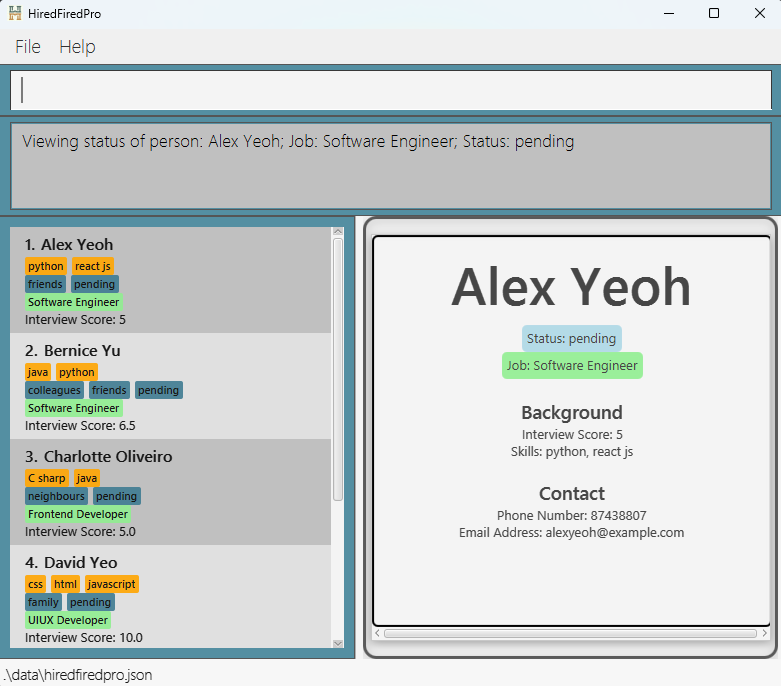 HiredFiredPro
File Help
Viewing status of person: Alex Yeoh; Job: Software Engineer; Status: pending
1. Alex Yeoh
python react js
friends pending
Software Engineer
Interview Score: 5
2. Bernice Yu
java python
colleagues friends pending
Software Engineer
Interview Score: 6.5
3. Charlotte Oliveiro
C sharp java
neighbours pending
Frontend Developer
Interview Score: 5.0
4. David Yeo
css html javascript
family pending
UIUX Developer
Interview Score: 10.0
Alex Yeoh
Status: pending
Job: Software Engineer
Background
Interview Score: 5
Skills: python, react js
Contact
Phone Number: 87438807
Email Address: alexyeoh@example.com
.\data\hiredfiredpro.json